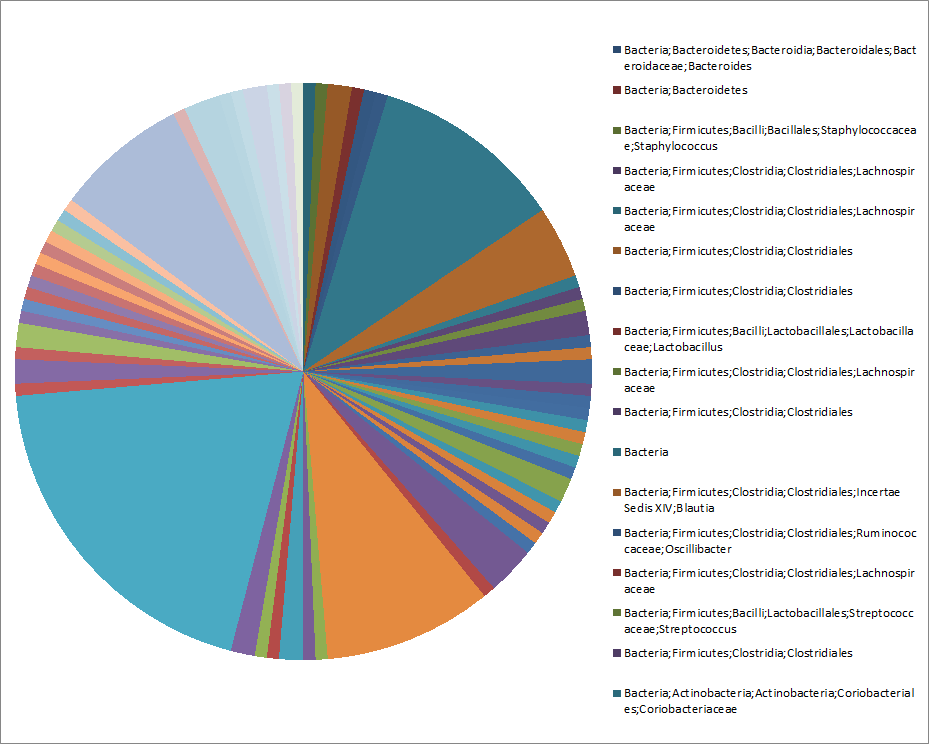 Bacteria;Bacteroidetes;Bacteroidia;Bacteroidales;Bact
eroidaceae;Bacteroides
Bacteria;Bacteroidetes
Bacteria;Firmicutes;Bacilli;Bacillales;Staphylococcacea
e;Staphylococcus
Bacteria;Firmicutes;Clostridia;Clostridiales;Lachnospir
aceae
Bacteria;Firmicutes;Clostridia;Clostridiales;Lachnospir
aceae
Bacteria;Firmicutes;Clostridia;Clostridiales
Bacteria;Firmicutes;Clostridia;Clostridiales
Bacteria;Firmicutes;Bacilli;Lactobacillales;Lactobacilla
ceae;Lactobacillus
Bacteria;Firmicutes;Clostridia;Clostridiales;Lachnospir
aceae
Bacteria;Firmicutes;Clostridia;Clostridiales
Bacteria
Bacteria;Firmicutes;Clostridia;Clostridiales;Incertae
Sedis XIV;Blautia
Bacteria;Firmicutes;Clostridia;Clostridiales;Ruminococ
caceae;Oscillibacter
Bacteria;Firmicutes;Clostridia;Clostridiales;Lachnospir
aceae
Bacteria;Firmicutes;Bacilli;Lactobacillales;Streptococc
aceae;Streptococcus
Bacteria;Firmicutes;Clostridia;Clostridiales
Bacteria;Actinobacteria;Actinobacteria;Coriobacterial
es;Coriobacteriaceae